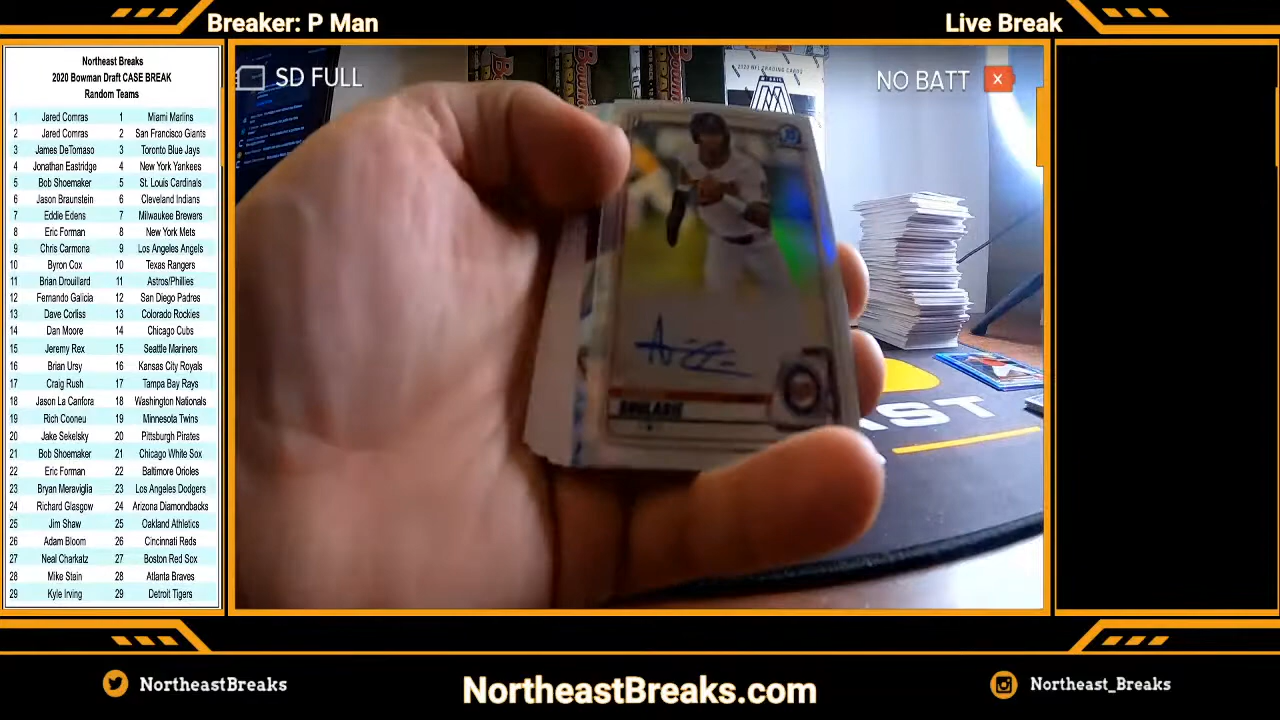 Breaker: P Man
Live Break
Northeast Breaks
2020 Bowman Draft CASE BREAK
Random Teams
1 Jared Comras 1 Miami Marlins
2 Jared Comras 2 San Francisco Giants
3 James DeTomaso 3 Toronto Blue Jays
4 Jonathan Eastridge 4 New York Yankees
5 Bob Shoemaker 5 St. Louis Cardinals
6 Jason Braunstein 6 Cleveland Indians
7 Eddie Edens 7 Milwaukee Brewers
8 Eric Forman 8 New York Mets
9 Chris Carmona 9 Los Angeles Angels
10 Byron Cox 10 Texas Rangers
11 Brian Drouillard 11 Astros/Phillies
12 Fernando Galicia 12 San Diego Padres
13 Dave Corliss 13 Colorado Rockies
14 Dan Moore 14 Chicago Cubs
15 Jeremy Rex 15 Seattle Mariners
16 Brian Ursy 16 Kansas City Royals
17 Craig Rush 17 Tampa Bay Rays
18 Jason La Canfora 18 Washington Nationals
19 Rich Cooneu 19 Minnesota Twins
20 Jake Sekelsky 20 Pittsburgh Pirates
21 Bob Shoemaker 21 Chicago White Sox
22 Eric Forman 22 Baltimore Orioles
23 Bryan Meraviglia 23 Los Angeles Dodgers
24 Richard Glasgow 24 Arizona Diamondbacks
25 Jim Shaw 25 Oakland Athletics
26 Adam Bloom 26 Cincinnati Reds
27 Neal Charkatz 27 Boston Red Sox
28 Mike Stein 28 Atlanta Braves
29 Kyle Irving 29 Detroit Tigers
SD FULL
NO BATT
AST
NortheastBreaks
NortheastBreaks.com
Northeast_Breaks